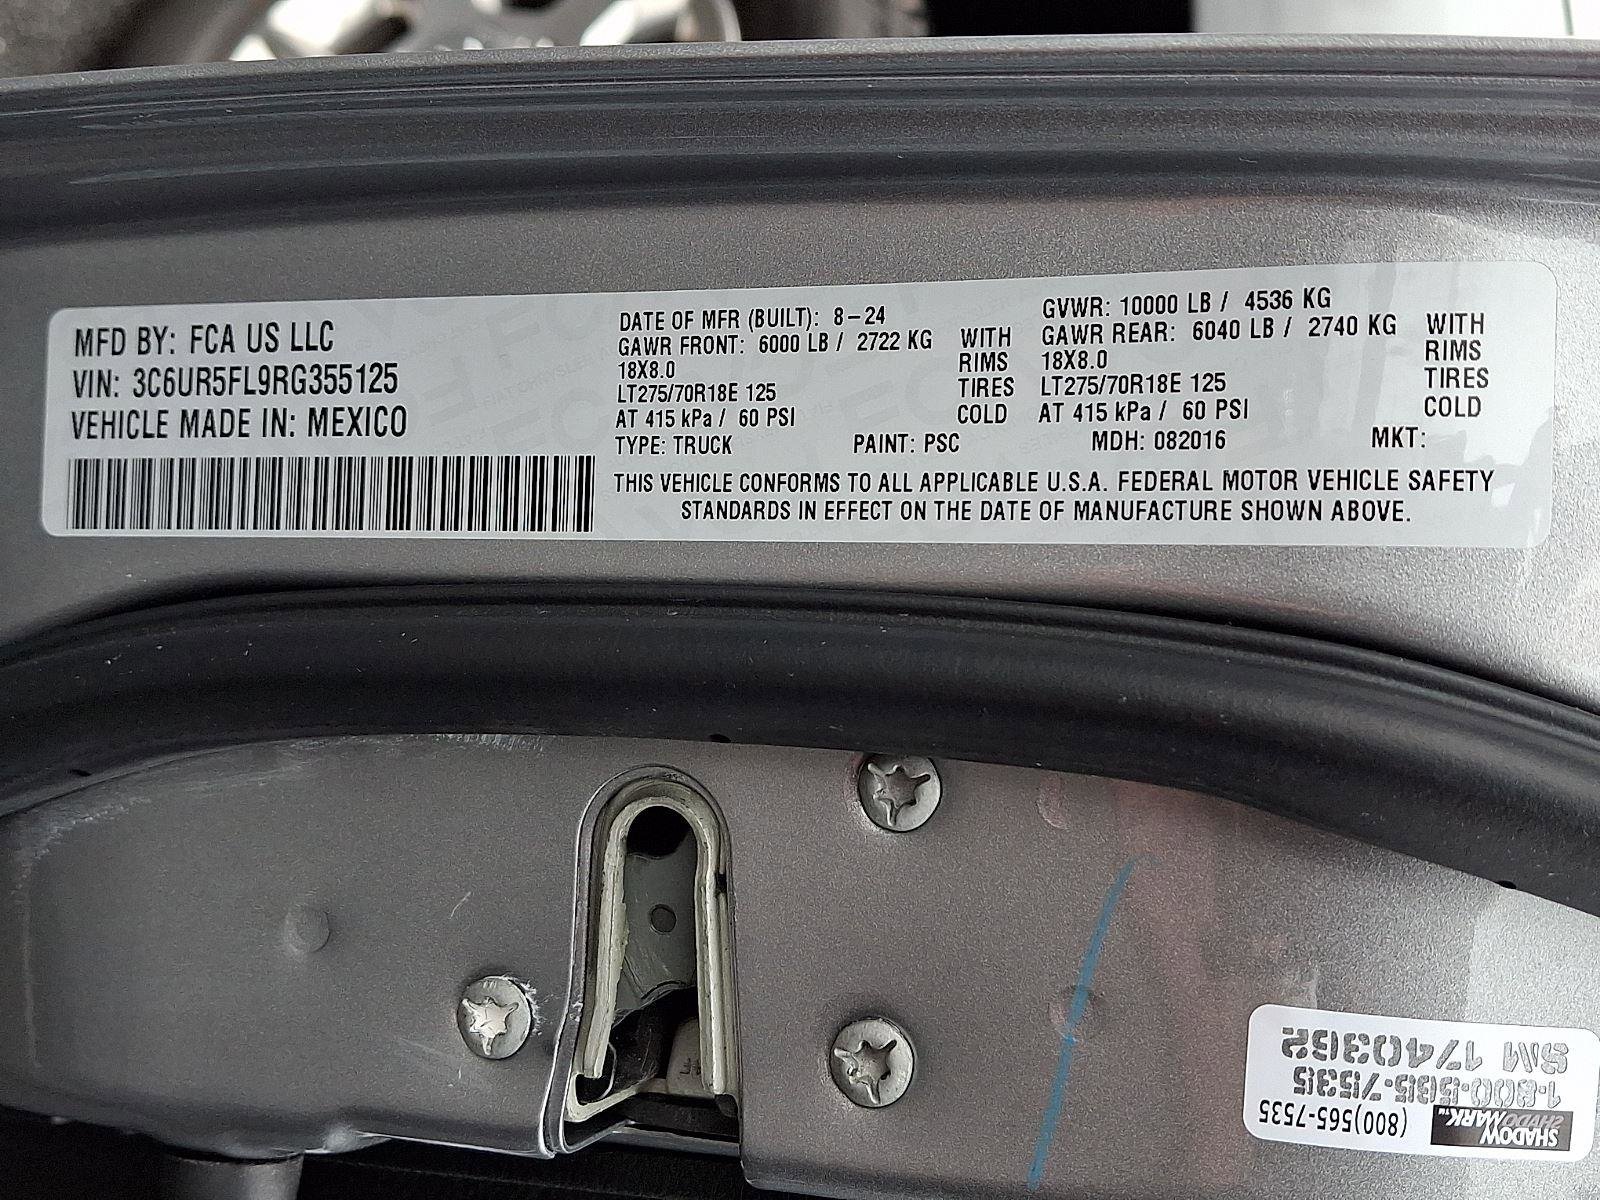 MFD BY: FCA US LLC
VIN: 3C6UR5FL9RG355125
VEHICLE MADE IN: MEXICO
DATE OF MFR (BUILT): 8-24
GAWR FRONT: 6000 LB / 2722 KG WITH
18X8.0 RIMS
LT275/70R18E 125 TIRES
AT 415 kPa / 60 PSI COLD
GVWR: 10000 LB / 4536 KG
GAWR REAR: 6040 LB / 2740 KG WITH
18X8.0 RIMS
LT275/70R18E 125 TIRES
AT 415 kPa / 60 PSI COLD
TYPE: TRUCK PAINT: PSC MDH: 082016 MKT:
THIS VEHICLE CONFORMS TO ALL APPLICABLE U.S.A. FEDERAL MOTOR VEHICLE SAFETY
STANDARDS IN EFFECT ON THE DATE OF MANUFACTURE SHOWN ABOVE.
SHADOW
MARK™ (800)565-7535
SHADOW
1-800-565-7535
SM 1740362